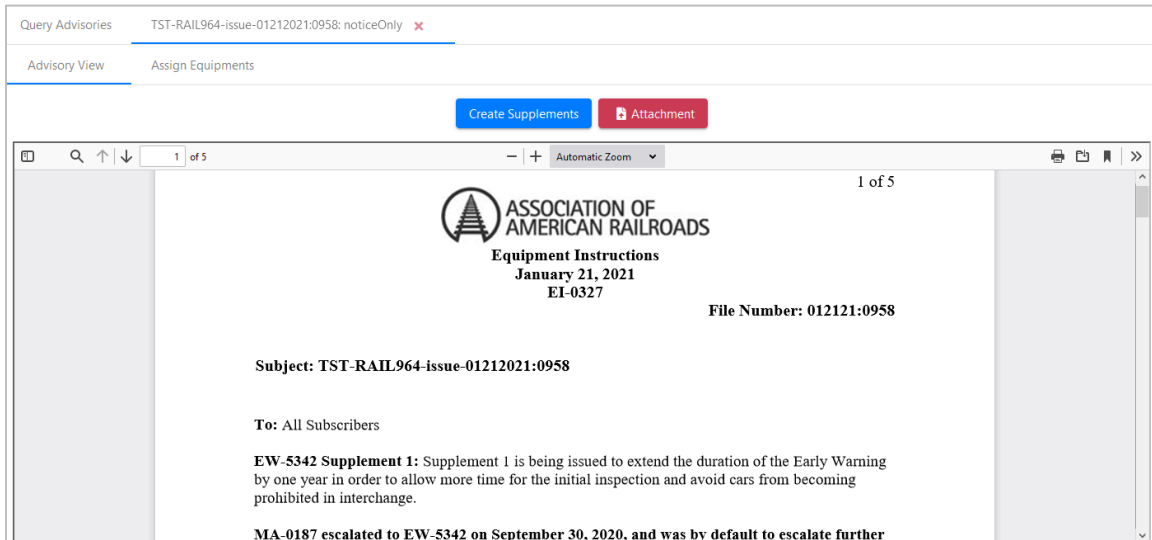 Query Advisories TST-RAIL964-issue-01212021:0958: noticeOnly
Advisory View Assign Equipments
Create Supplements Attachment
1 of 5 Automatic Zoom
1 of 5
ASSOCIATION OF
AMERICAN RAILROADS
Equipment Instructions
January 21, 2021
EI-0327
File Number: 012121:0958
Subject: TST-RAIL964-issue-01212021:0958
To: All Subscribers
EW-5342 Supplement 1: Supplement 1 is being issued to extend the duration of the Early Warning
by one year in order to allow more time for the initial inspection and avoid cars from becoming
prohibited in interchange.
MA-0187 escalated to EW-5342 on September 30, 2020, and was by default to escalate further